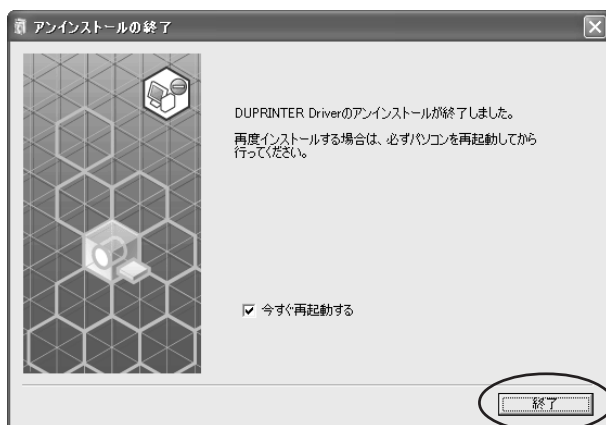 アンインストールの終了
DUPRINTER Driverのアンインストールが終了しました。
再度インストールする場合は、必ずパソコンを再起動してから
行ってください。
今すぐ再起動する
終了